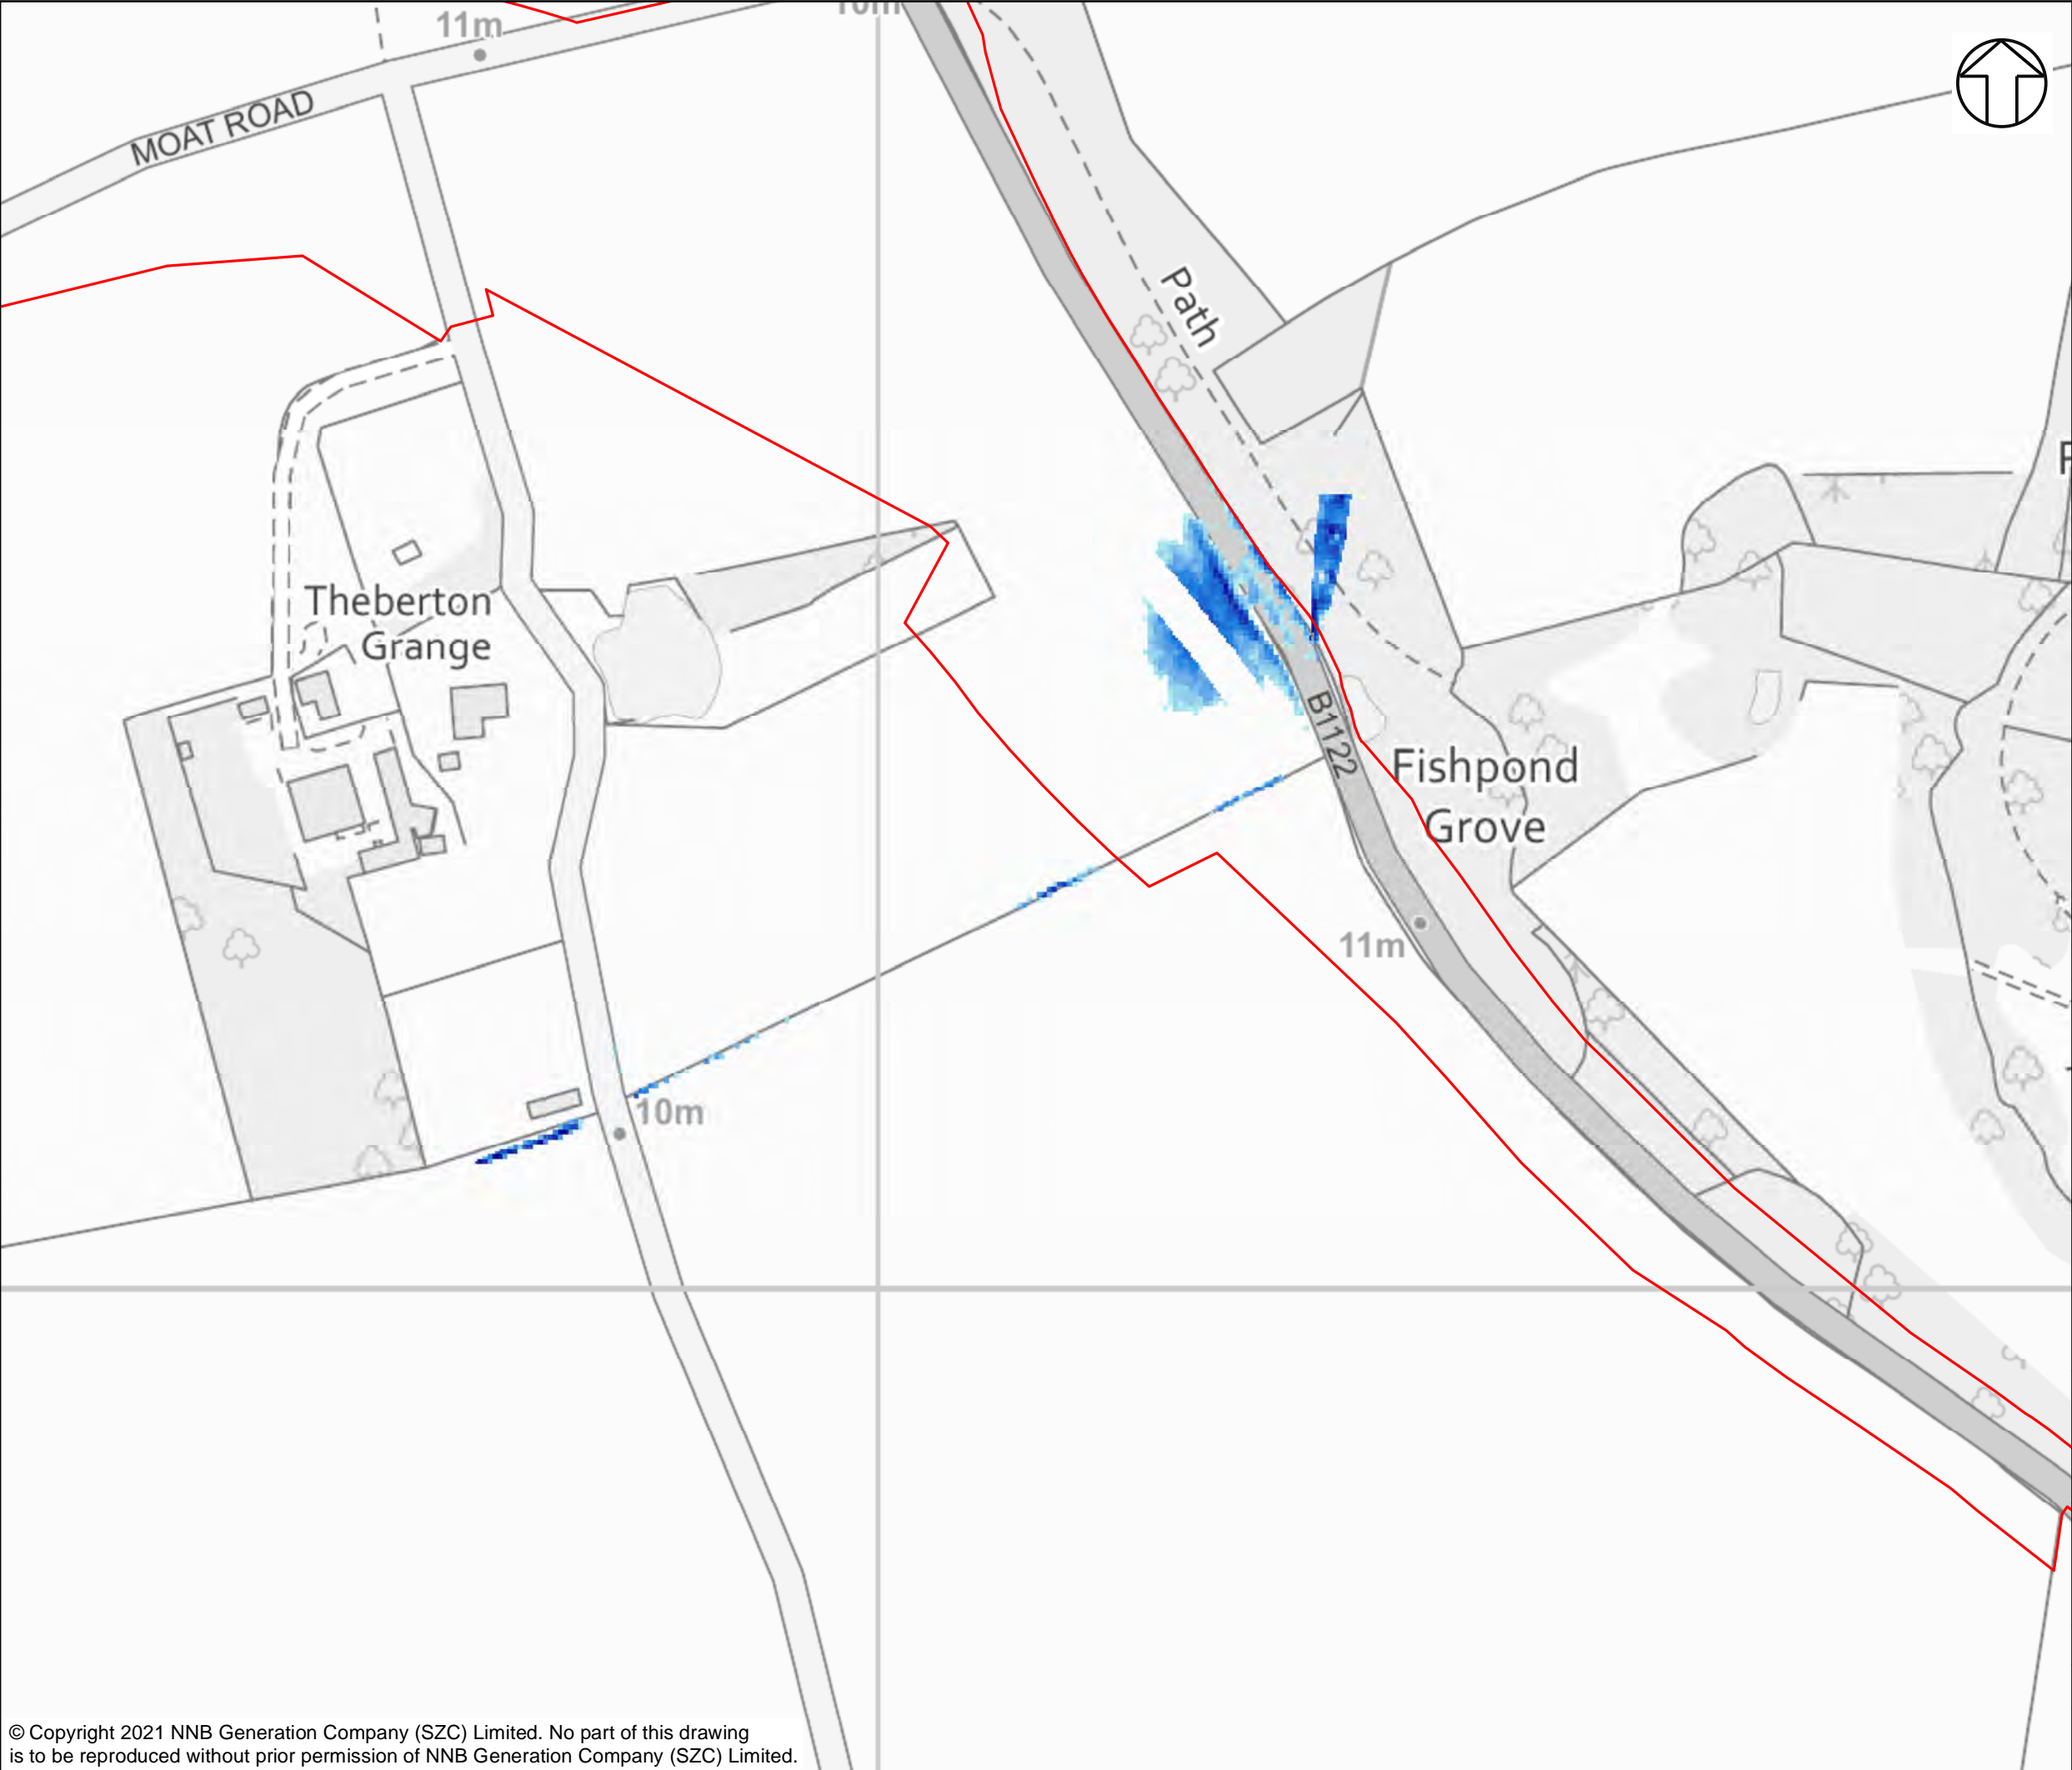 11m
10m
MOAT ROAD
Path
Theberton
Grange
B1122
Fishpond
Grove
11m
10m
© Copyright 2021 NNB Generation Company (SZC) Limited. No part of this drawing
is to be reproduced without prior permission of NNB Generation Company (SZC) Limited.